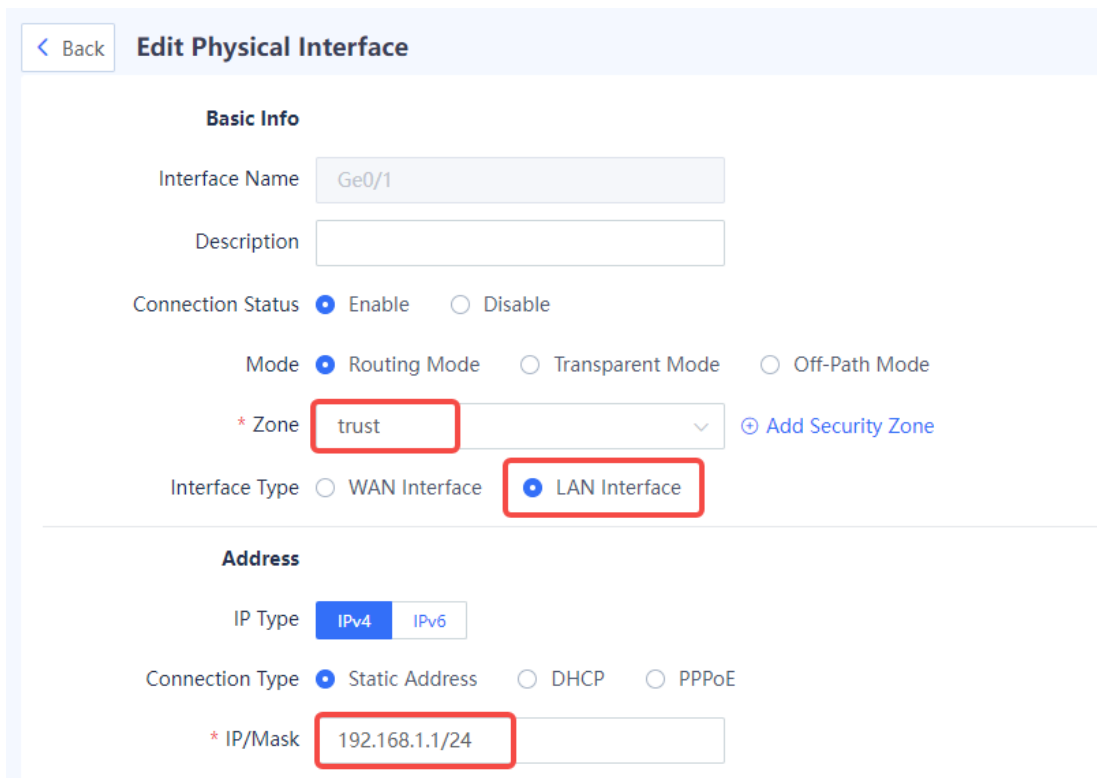 Back Edit Physical Interface
Basic Info
Interface Name Ge0/1
Description
Connection Status Enable Disable
Mode Routing Mode Transparent Mode Off-Path Mode
* Zone trust Add Security Zone
Interface Type WAN Interface LAN Interface
Address
IP Type IPv4 IPv6
Connection Type Static Address DHCP PPPoE
* IP/Mask 192.168.1.1/24